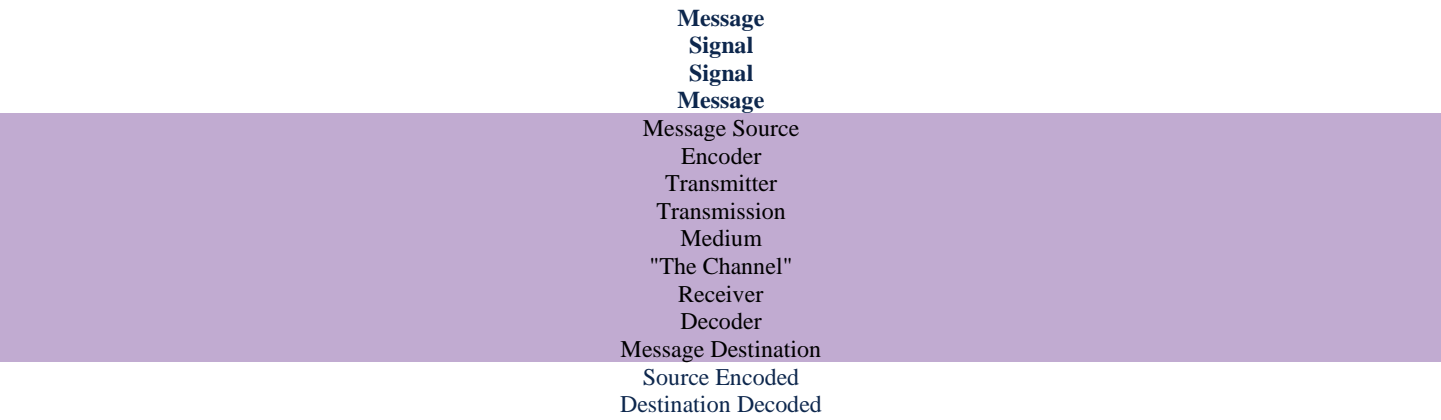 Message
Signal
Signal
Message
Message Source
Encoder
Transmitter
Transmission
Medium
"The Channel"
Receiver
Decoder
Message Destination
Source Encoded
Destination Decoded